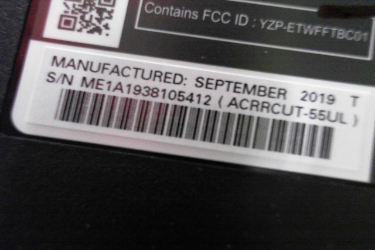 Contains FCC ID : YZP-ETWFFTBC01
MANUFACTURED: SEPTEMBER 2019 T
S/N ME1A1938105412 ( ACRRCUT-55UL )